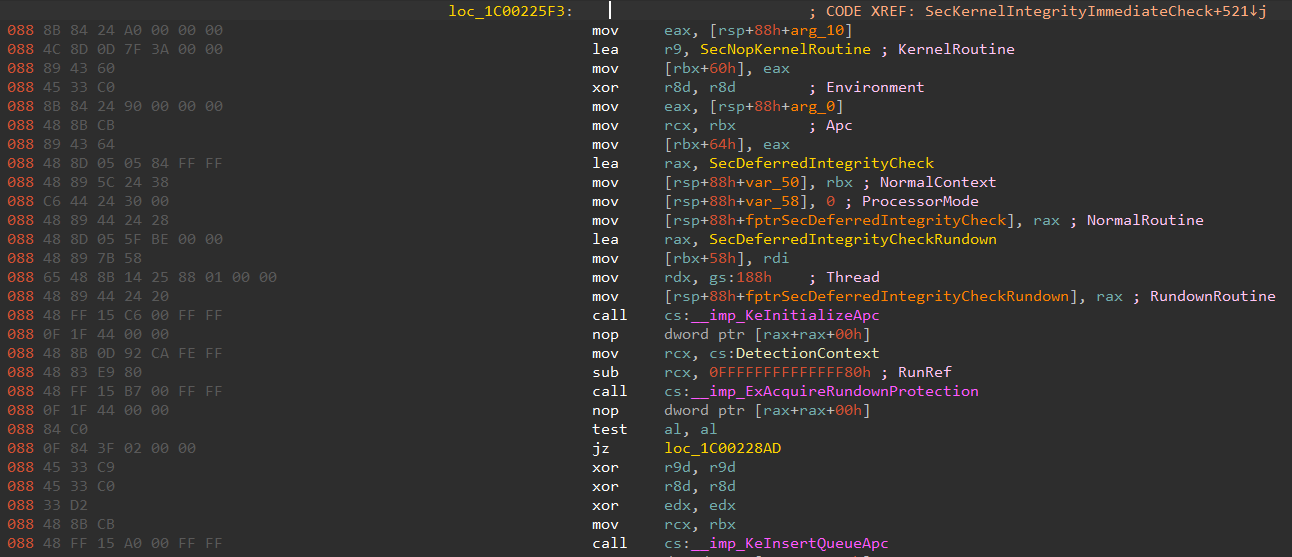 loc_1C00225F3: ; CODE XREF: SecKernelIntegrityImmediateCheck+521↓j
088 8B 84 24 A0 00 00 00 mov eax, [rsp+88h+arg_10]
088 4C 8D 0D 7F 3A 00 00 lea r9, SecNopKernelRoutine ; KernelRoutine
088 89 43 60 mov [rbx+60h], eax
088 45 33 C0 xor r8d, r8d ; Environment
088 8B 84 24 90 00 00 00 mov eax, [rsp+88h+arg_0]
088 48 8B CB mov rcx, rbx ; Apc
088 89 43 64 mov [rbx+64h], eax
088 48 8D 05 05 84 FF FF lea rax, SecDeferredIntegrityCheck
088 48 89 5C 24 38 mov [rsp+88h+var_50], rbx ; NormalContext
088 C6 44 24 30 00 mov [rsp+88h+var_58], 0 ; ProcessorMode
088 48 89 44 24 28 mov [rsp+88h+fptrSecDeferredIntegrityCheck], rax ; NormalRoutine
088 48 8D 05 5F BE 00 00 lea rax, SecDeferredIntegrityCheckRundown
088 48 89 7B 58 mov [rbx+58h], rdi
088 65 48 8B 14 25 88 01 00 00 mov rdx, gs:188h ; Thread
088 48 89 44 24 20 mov [rsp+88h+fptrSecDeferredIntegrityCheckRundown], rax ; RundownRoutine
088 48 FF 15 C6 00 FF FF call cs:__imp_KeInitializeApc
088 0F 1F 44 00 00 nop dword ptr [rax+rax+00h]
088 48 8B 0D 92 CA FE FF mov rcx, cs:DetectionContext
088 48 83 E9 80 sub rcx, 0FFFFFFFFFFFFFF80h ; RunRef
088 48 FF 15 B7 00 FF FF call cs:__imp_ExAcquireRundownProtection
088 0F 1F 44 00 00 nop dword ptr [rax+rax+00h]
088 84 C0 test al, al
088 0F 84 3F 02 00 00 jz loc_1C00228AD
088 45 33 C9 xor r9d, r9d
088 45 33 C0 xor r8d, r8d
088 33 D2 xor edx, edx
088 48 8B CB mov rcx, rbx
088 48 FF 15 A0 00 FF FF call cs:__imp_KeInsertQueueApc